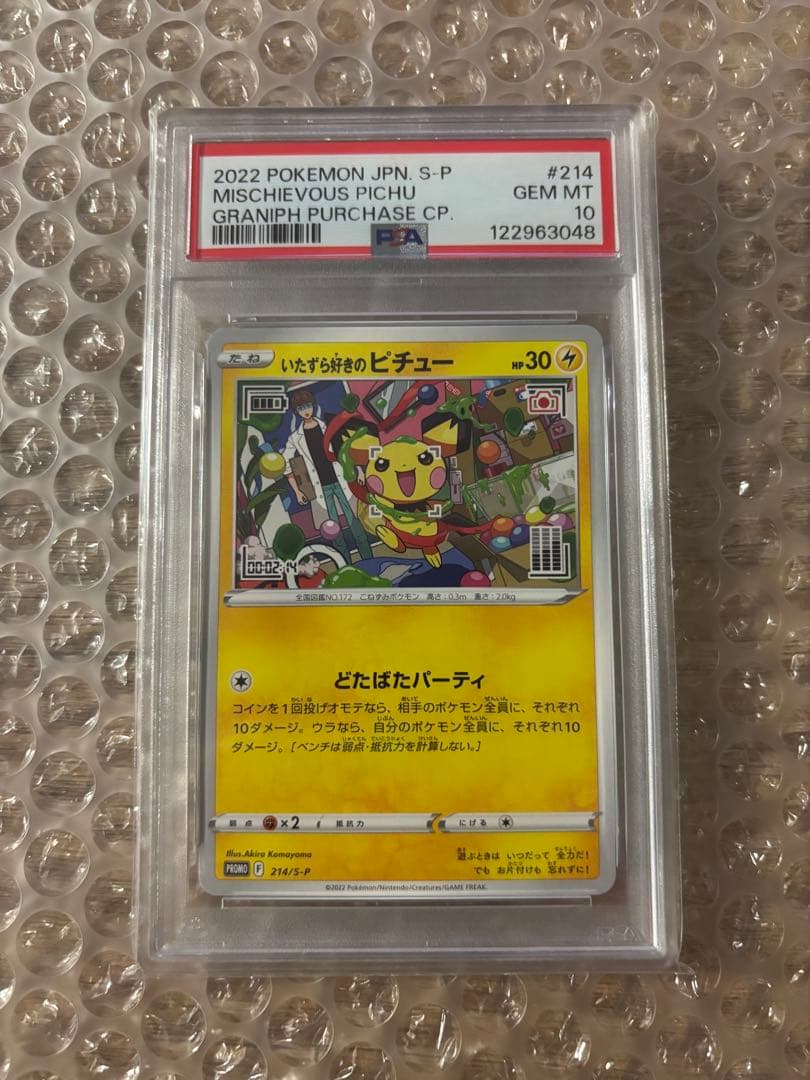 2022 POKEMON JPN. S-P #214
MISCHIEVOUS PICHU GEM MT
GRANIPH PURCHASE CP. 10
PSA 122963048
たね いたずら好きのピチュー HP 30
00:02:14
全国図鑑NO.172 こねずみポケモン 高さ:0.3m 重さ:2.0kg
どたばたパーティ
コインを1回投げオモテなら、相手のポケモン全員に、それぞれ
10ダメージ。ウラなら、自分のポケモン全員に、それぞれ10
ダメージ。[ベンチは弱点・抵抗力を計算しない。]
弱点 ×2 抵抗力 にげる
Illus.Akira Komayama
遊ぶときは いつだって 全力だ!
でも お片付けも 忘れずに!
PROMO F 214/S-P
©2022 Pokémon/Nintendo/Creatures/GAME FREAK.